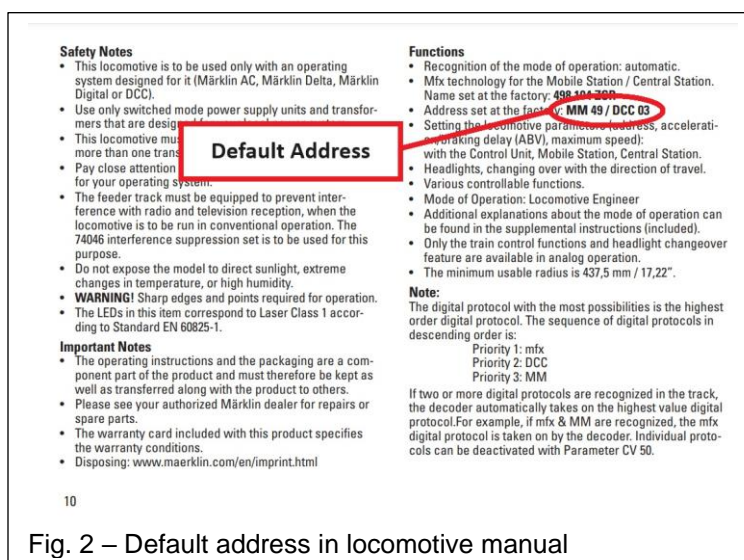 Safety Notes
• This locomotive is to be used only with an operating
system designed for it (Märklin AC, Märklin Delta, Märklin
Digital or DCC).
• Use only switched mode power supply units and transfor-
mers that are
• This locomotive
more than one
• Pay close attention
for your operating system.
• The feeder track must be equipped to prevent inter-
ference with radio and television reception, when the
locomotive is to be run in conventional operation. The
74046 interference suppression set is to be used for this
purpose.
• Do not expose the model to direct sunlight, extreme
changes in temperature, or high humidity.
• WARNING! Sharp edges and points required for operation.
• The LEDs in this item correspond to Laser Class 1 accor-
ding to Standard EN 60825-1.
Important Notes
• The operating instructions and the packaging are a com-
ponent part of the product and must therefore be kept as
well as transferred along with the product to others.
• Please see your authorized Märklin dealer for repairs or
spare parts.
• The warranty card included with this product specifies
the warranty conditions.
• Disposing: www.maerklin.com/en/imprint.html
10
Default Address
Functions
• Recognition of the mode of operation: automatic.
• Mfx technology for the Mobile Station / Central Station.
Name set at the factory: 498 104
• Address set at the factory: MM 49 / DCC 03
• Setting the locomotive parameters (address, accelerati-
on/braking delay (ABV), maximum speed):
with the Control Unit, Mobile Station, Central Station.
• Headlights, changing over with the direction of travel.
• Various controllable functions.
• Mode of Operation: Locomotive Engineer
• Additional explanations about the mode of operation can
be found in the supplemental instructions (included).
• Only the train control functions and headlight changeover
feature are available in analog operation.
• The minimum usable radius is 437,5 mm / 17,22".
Note:
The digital protocol with the most possibilities is the highest
order digital protocol. The sequence of digital protocols in
descending order is:
Priority 1: mfx
Priority 2: DCC
Priority 3: MM
If two or more digital protocols are recognized in the track,
the decoder automatically takes on the highest value digital
protocol.For example, if mfx & MM are recognized, the mfx
digital protocol is taken on by the decoder. Individual proto-
cols can be deactivated with Parameter CV 50.
Fig. 2 – Default address in locomotive manual